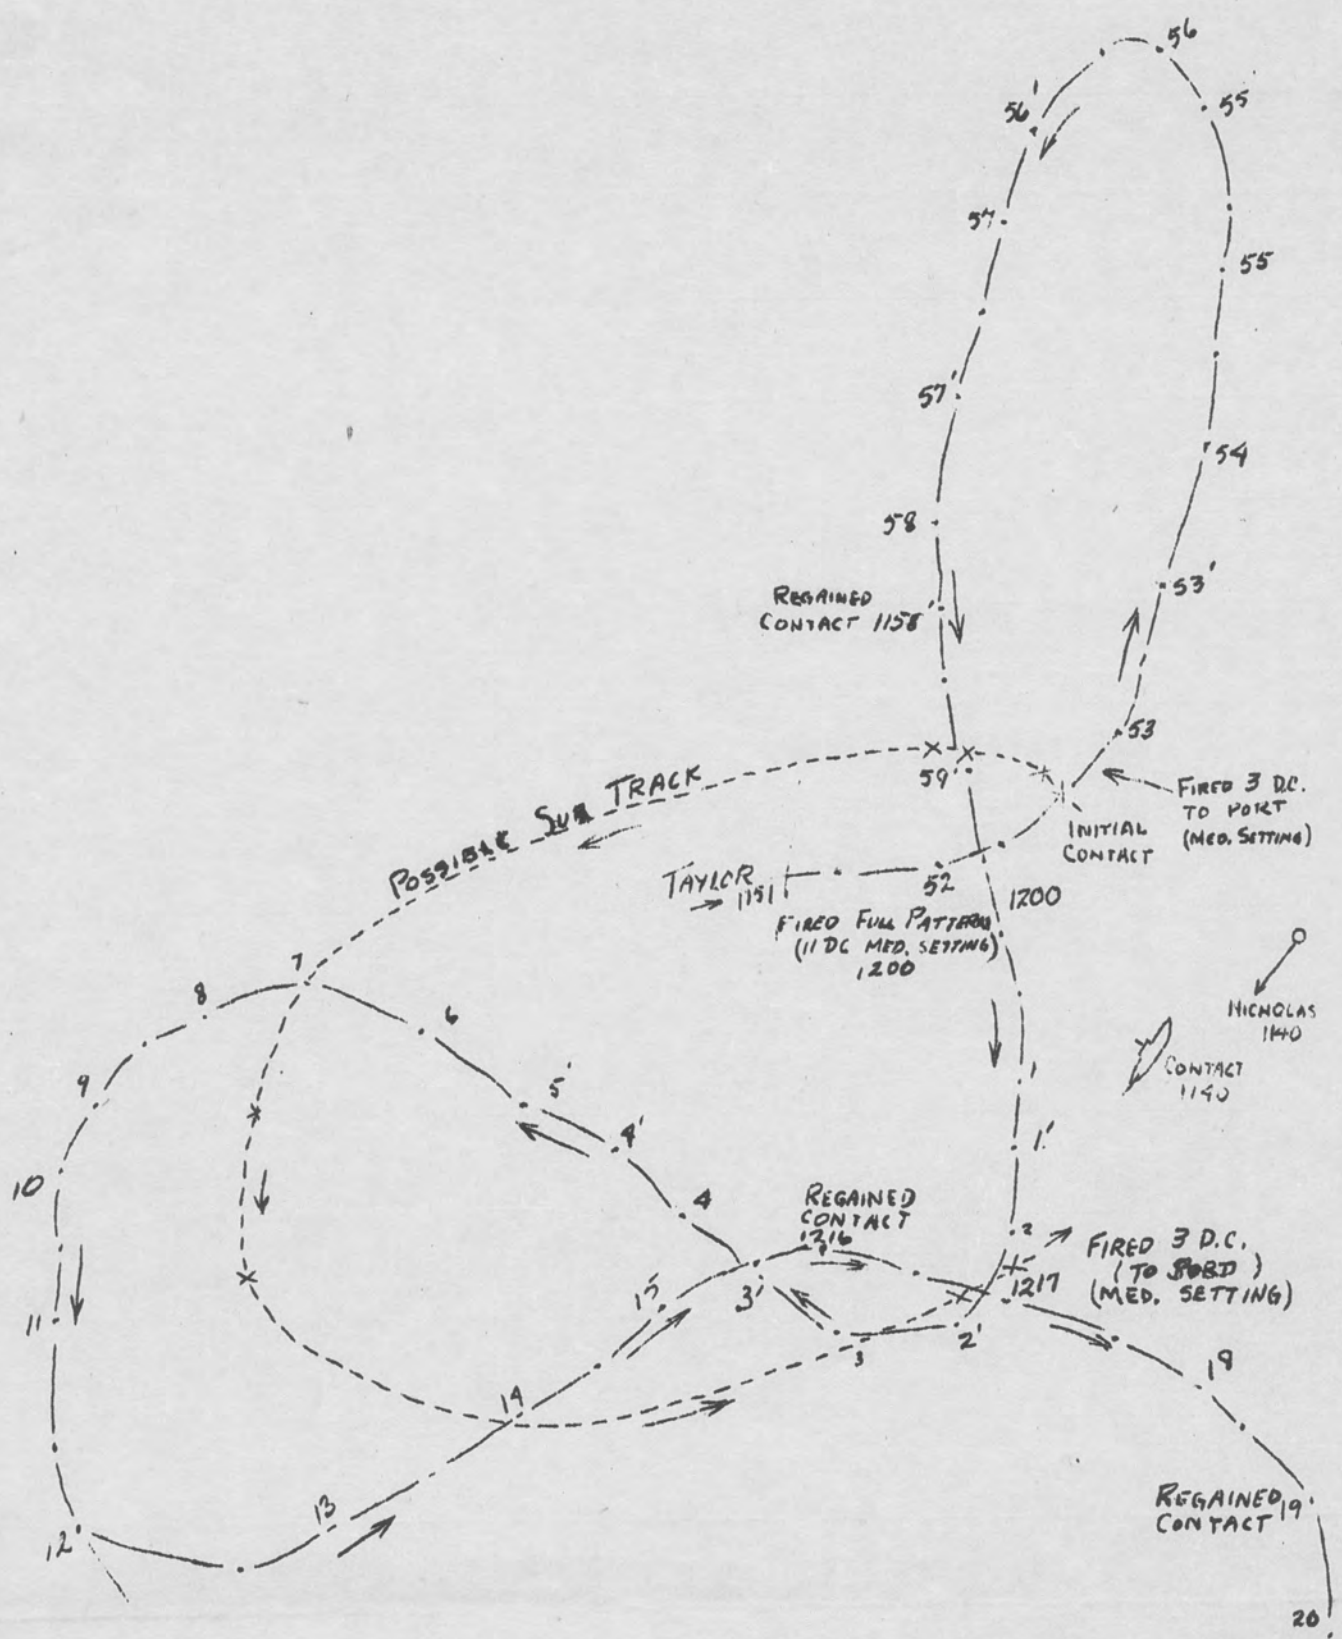 56
55
56'
57
55
57'
54
58
53'
REGAINED
CONTACT 1158'
53
59'
POSSIBLE SUB TRACK
FIRED 3 D.C.
TO PORT
(MED. SETTING)
INITIAL
CONTACT
TAYLOR
1151
52
1200
FIRED FULL PATTERN
(11 DC MED. SETTING)
1200
NICHOLAS
1140
CONTACT
1140
7
8
6
9
5'
4'
1
1'
10
4
REGAINED
CONTACT
1216
2
FIRED 3 D.C.
(TO STBD)
(MED. SETTING)
1217
15
3'
11
2'
3
18
14
13
REGAINED
CONTACT 19
12'
20